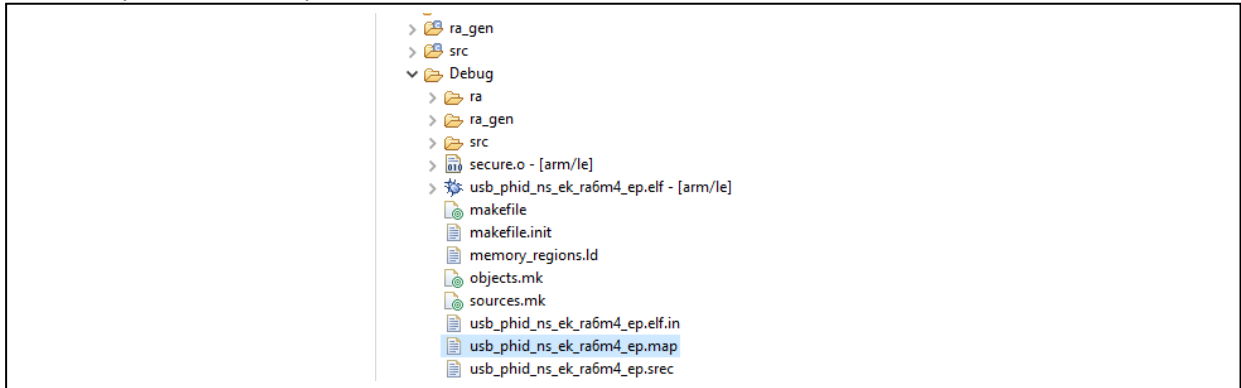 ra_gen
src
Debug
ra
ra_gen
src
secure.o - [arm/le]
usb_phid_ns_ek_ra6m4_ep.elf - [arm/le]
makefile
makefile.init
memory_regions.ld
objects.mk
sources.mk
usb_phid_ns_ek_ra6m4_ep.elf.in
usb_phid_ns_ek_ra6m4_ep.map
usb_phid_ns_ek_ra6m4_ep.srec